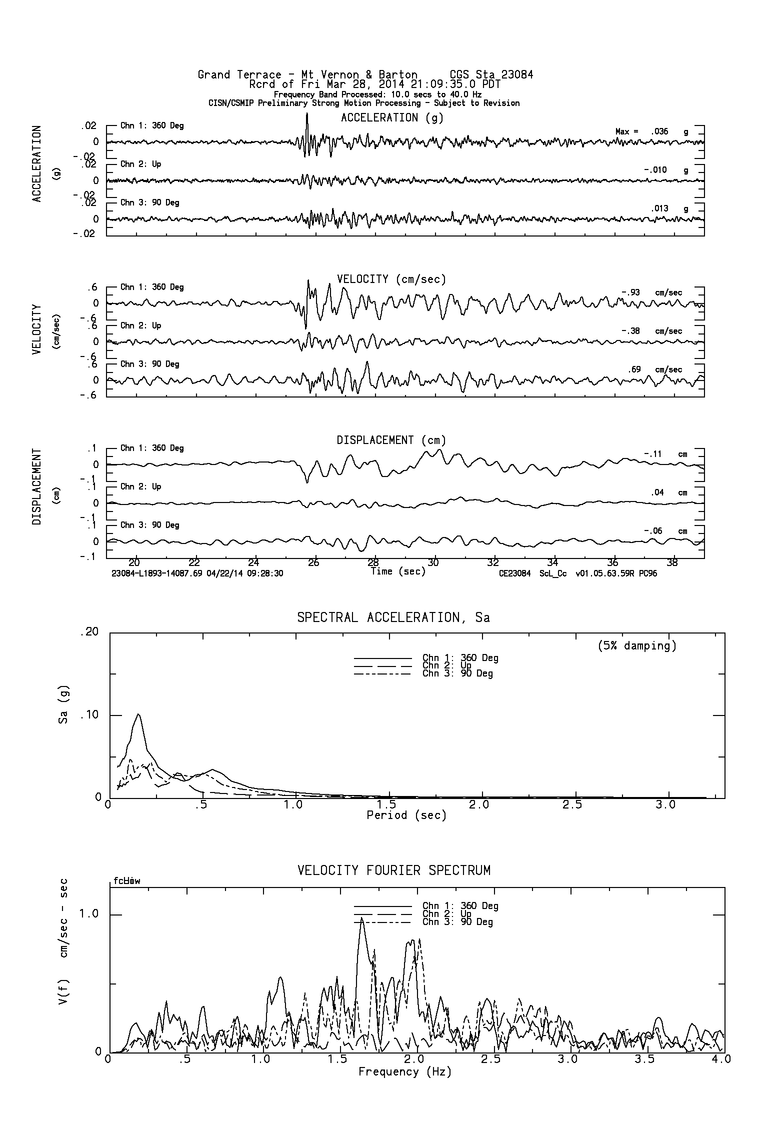 Grand Terrace - Mt Vernon & Barton CGS Sta 23084
Rcrd of Fri Mar 28, 2014 21:09:35.0 PDT
Frequency Band Processed: 10.0 secs to 40.0 Hz
CISN/CSMIP Preliminary Strong Motion Processing - Subject to Revision
ACCELERATION (g)
ACCELERATION
(g)
.02 Chn 1: 360 Deg Max = .036 g
0
-.02
.02 Chn 2: Up -.010 g
0
-.02
.02 Chn 3: 90 Deg .013 g
0
-.02
VELOCITY (cm/sec)
VELOCITY
(cm/sec)
.6 Chn 1: 360 Deg -.93 cm/sec
0
-.6
.6 Chn 2: Up -.38 cm/sec
0
-.6
.6 Chn 3: 90 Deg .69 cm/sec
0
-.6
DISPLACEMENT (cm)
DISPLACEMENT
(cm)
.1 Chn 1: 360 Deg -.11 cm
0
-.1
.1 Chn 2: Up .04 cm
0
-.1
.1 Chn 3: 90 Deg -.06 cm
0
-.1
20 22 24 26 28 30 32 34 36 38
Time (sec)
23084-L1893-14087.69 04/22/14 09:28:30 CE23084 ScL_Cc v01.05.63.59R PC96
SPECTRAL ACCELERATION, Sa
(5% damping)
Chn 1: 360 Deg
Chn 2: Up
Chn 3: 90 Deg
Sa (g)
.20
.10
0
0 .5 1.0 1.5 2.0 2.5 3.0
Period (sec)
VELOCITY FOURIER SPECTRUM
Chn 1: 360 Deg
Chn 2: Up
Chn 3: 90 Deg
V(f) cm/sec - sec
1.0
0
0 .5 1.0 1.5 2.0 2.5 3.0 3.5 4.0
Frequency (Hz)